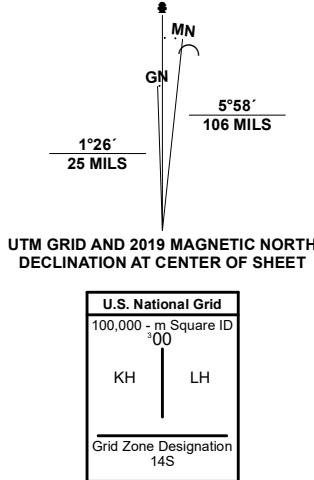 MN
GN
5°58´
106 MILS
1°26´
25 MILS
UTM GRID AND 2019 MAGNETIC NORTH
DECLINATION AT CENTER OF SHEET
U.S. National Grid
100,000 - m Square ID
³00
KH LH
Grid Zone Designation
14S